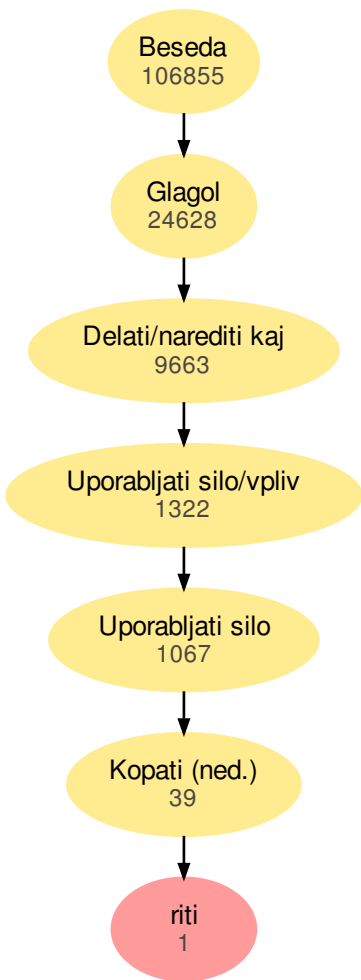 Beseda
106855
Glagol
24628
Delati/narediti kaj
9663
Uporabljati silo/vpliv
1322
Uporabljati silo
1067
Kopati (ned.)
39
riti
1